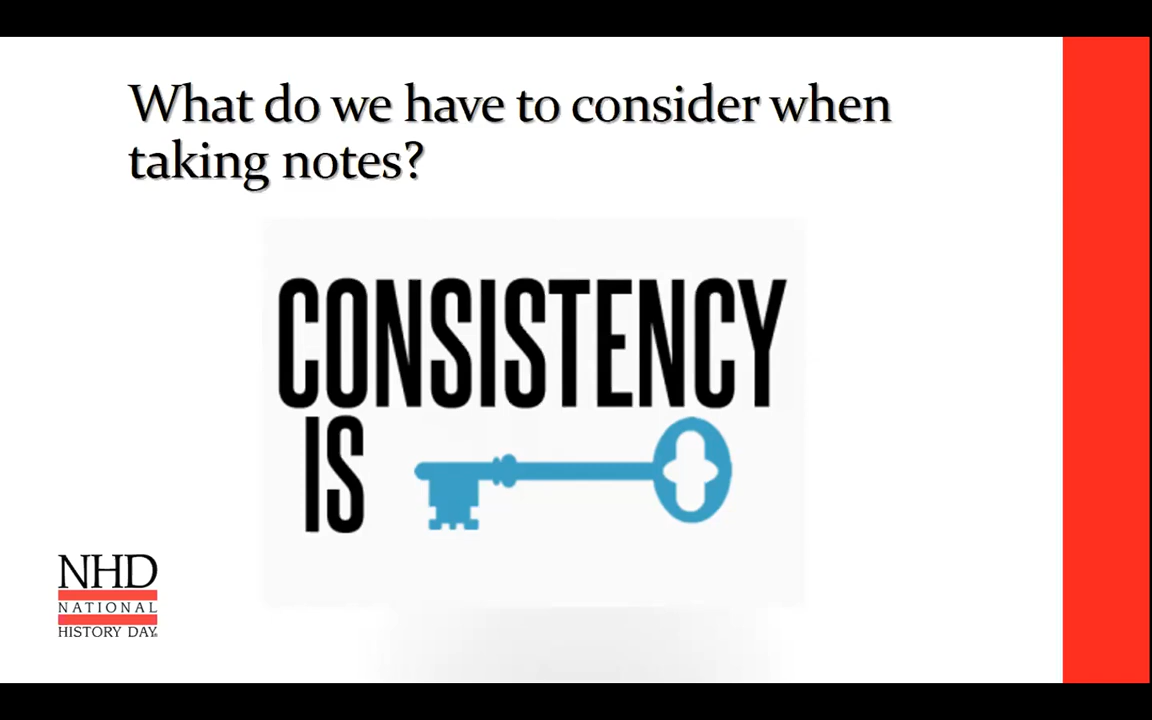 What do we have to consider when
taking notes?
CONSISTENCY
IS
NHD
NATIONAL
HISTORY DAY®